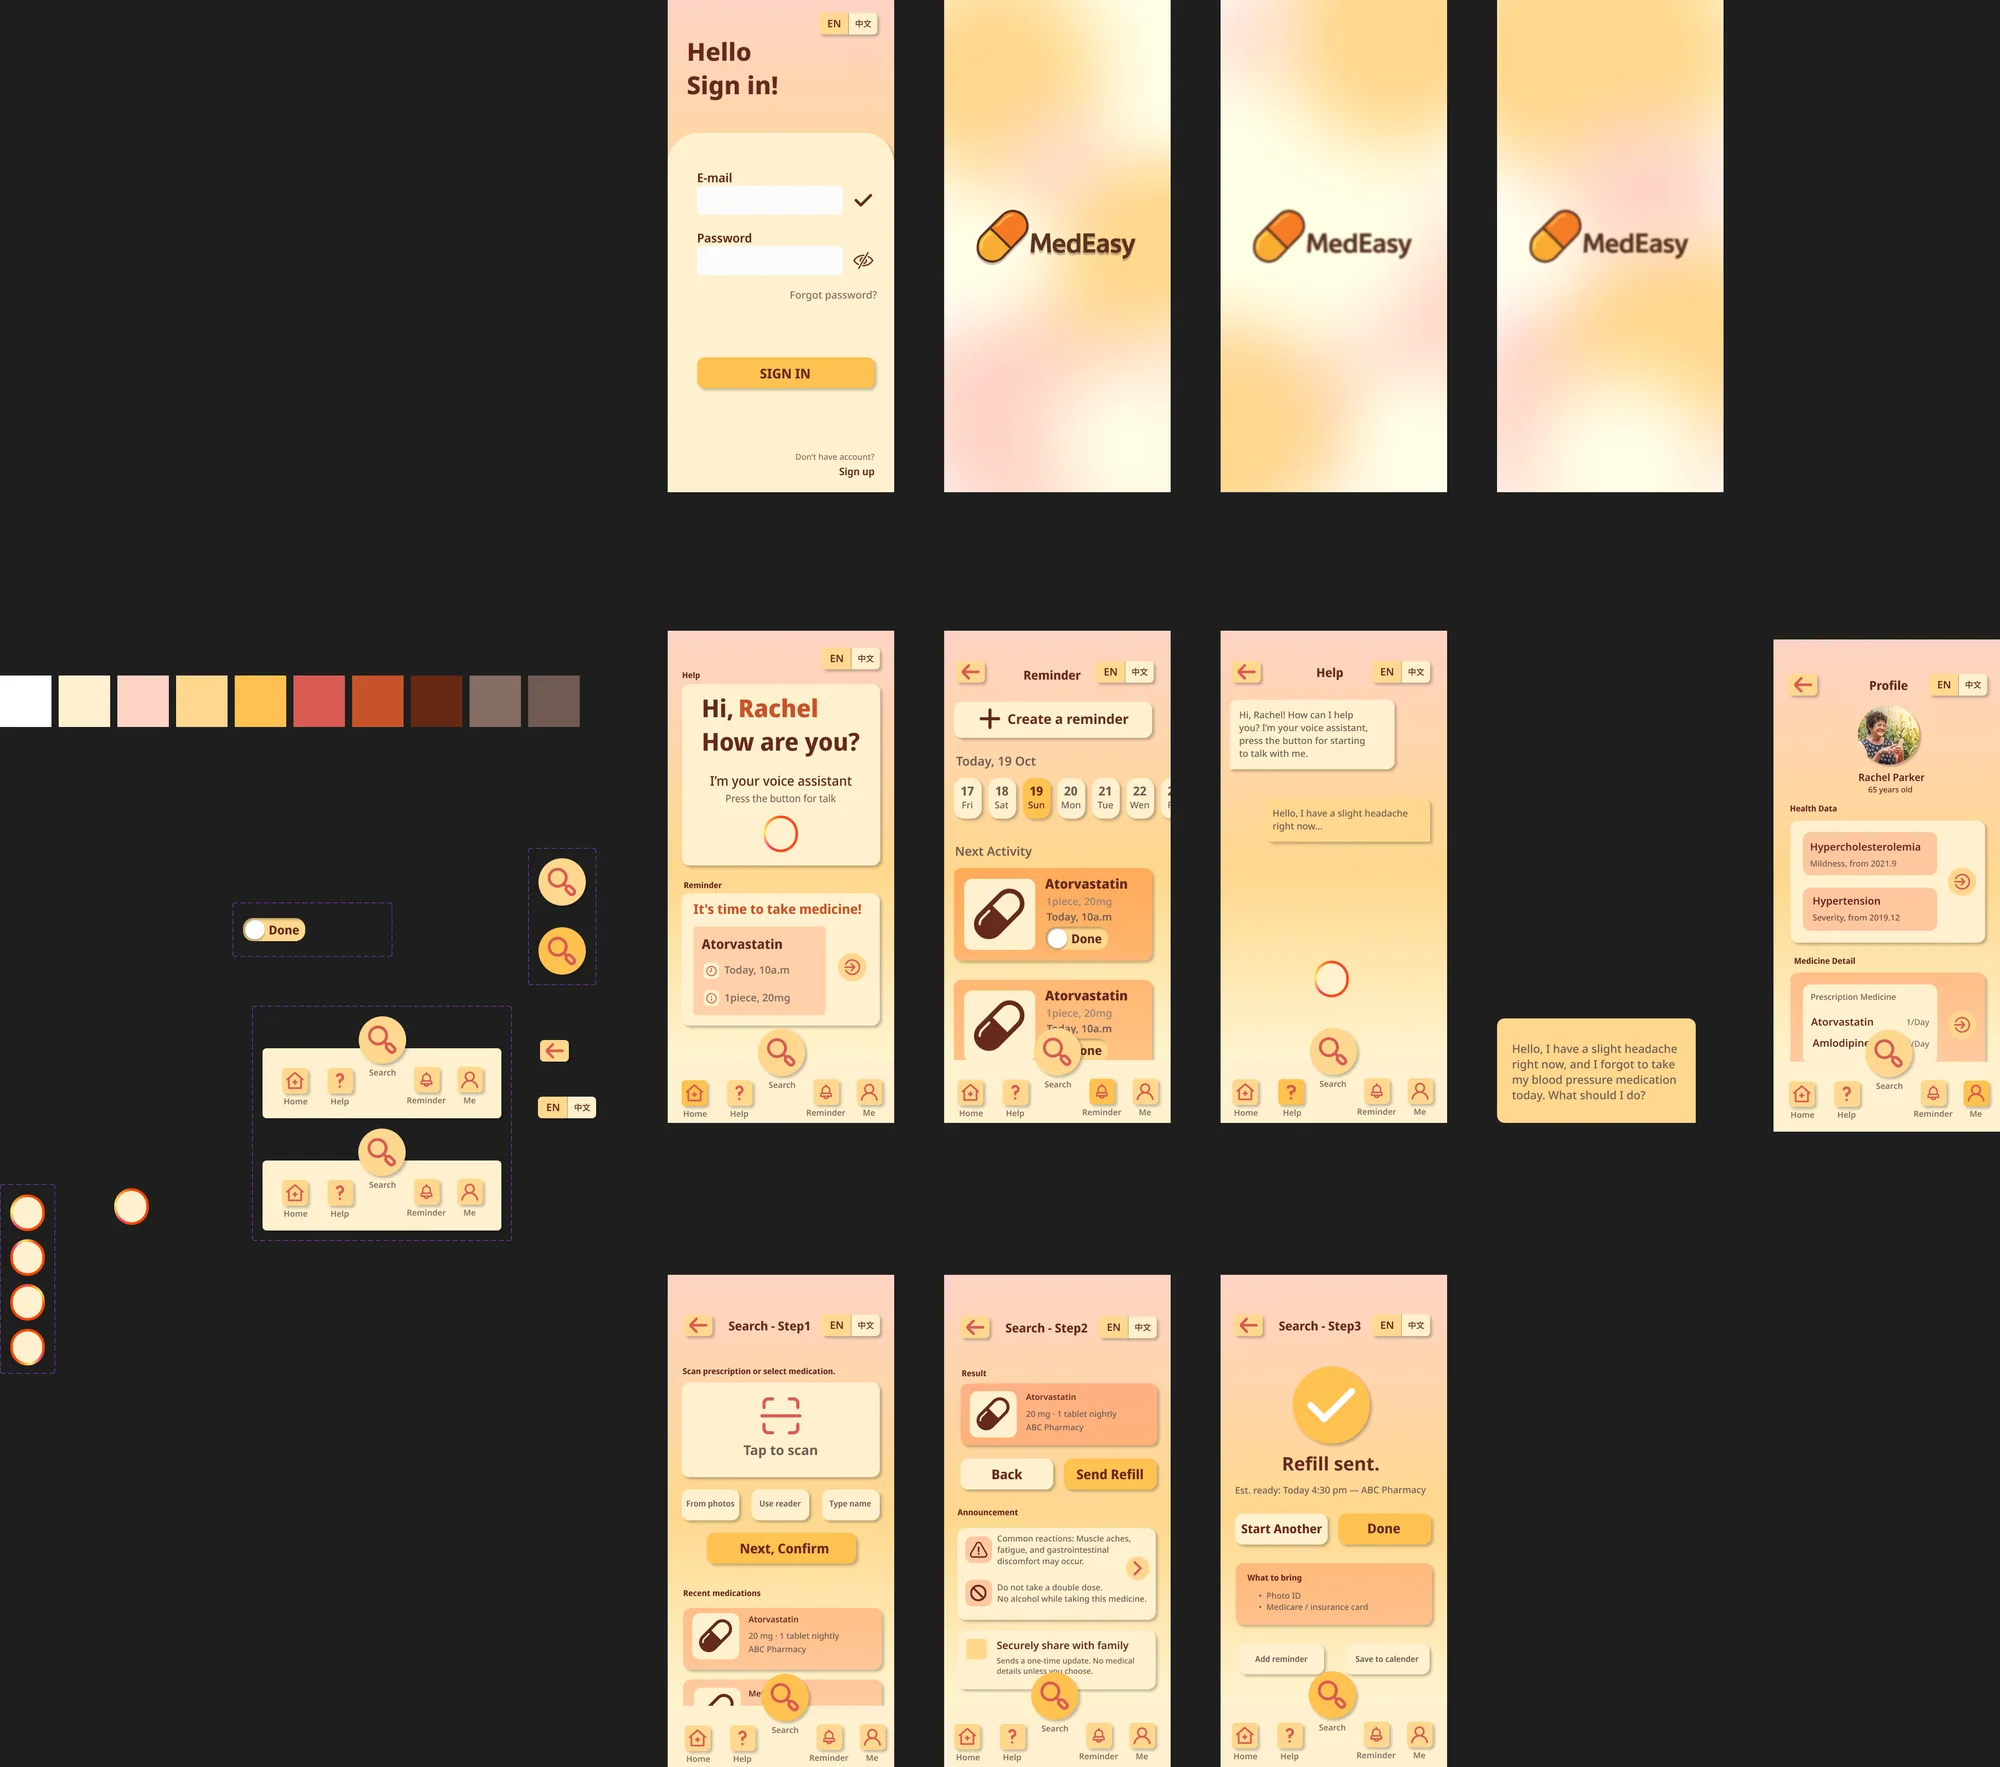 EN 中文
Hello
Sign in!
E-mail
Password
Forgot password?
SIGN IN
Don't have account?
Sign up
MedEasy
MedEasy
MedEasy
Done
Search
Home
Help
Reminder
Me
Search
Home
Help
Reminder
Me
EN 中文
EN 中文
Help
Hi, Rachel
How are you?
I'm your voice assistant
Press the button for talk
Reminder
It's time to take medicine!
Atorvastatin
Today, 10a.m
1piece, 20mg
Search
Home
Help
Reminder
Me
Reminder
EN 中文
Create a reminder
Today, 19 Oct
17 18 19 20 21 22
Fri Sat Sun Mon Tue Wen
Next Activity
Atorvastatin
1piece, 20mg
Today, 10a.m
Done
Atorvastatin
1piece, 20mg
Today, 10a.m
one
Search
Home
Help
Reminder
Me
Help
EN 中文
Hi, Rachel! How can I help
you? I'm your voice assistant,
press the button for starting
to talk with me.
Hello, I have a slight headache
right now...
Search
Home
Help
Reminder
Me
Hello, I have a slight headache
right now, and I forgot to take
my blood pressure medication
today. What should I do?
Profile
EN 中文
Rachel Parker
65 years old
Health Data
Hypercholesterolemia
Mildness, from 2021.9
Hypertension
Severity, from 2019.12
Medicine Detail
Prescription Medicine
Atorvastatin 1/Day
Amlodipine /Day
Search
Home
Help
Reminder
Me
Search - Step1
EN 中文
Scan prescription or select medication.
Tap to scan
From photos
Use reader
Type name
Next, Confirm
Recent medications
Atorvastatin
20 mg · 1 tablet nightly
ABC Pharmacy
Me
Search
Home
Help
Reminder
Me
Search - Step2
EN 中文
Result
Atorvastatin
20 mg · 1 tablet nightly
ABC Pharmacy
Back
Send Refill
Announcement
Common reactions: Muscle aches,
fatigue, and gastrointestinal
discomfort may occur.
Do not take a double dose.
No alcohol while taking this medicine.
Securely share with family
Sends a one-time update. No medical
details unless you choose.
Search
Home
Help
Reminder
Me
Search - Step3
EN 中文
Refill sent.
Est. ready: Today 4:30 pm — ABC Pharmacy
Start Another
Done
What to bring
• Photo ID
• Medicare / insurance card
Add reminder
Save to calender
Search
Home
Help
Reminder
Me